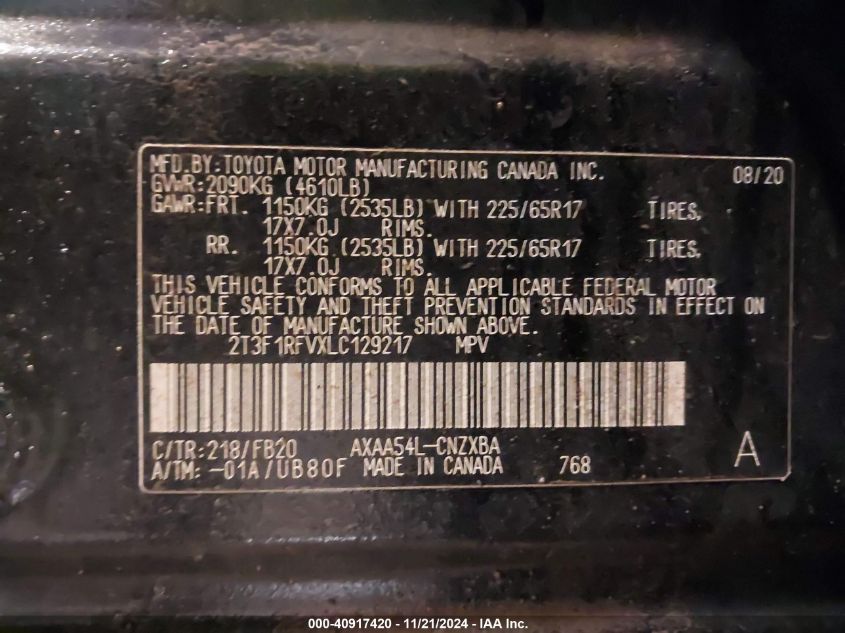 MFD.BY:TOYOTA MOTOR MANUFACTURING CANADA INC. 08/20
GVWR:2090KG (4610LB)
GAWR:FRT. 1150KG (2535LB) WITH 225/65R17 TIRES,
17X7.0J RIMS.
RR. 1150KG (2535LB) WITH 225/65R17 TIRES,
17X7.0J RIMS.
THIS VEHICLE CONFORMS TO ALL APPLICABLE FEDERAL MOTOR
VEHICLE SAFETY AND THEFT PREVENTION STANDARDS IN EFFECT ON
THE DATE OF MANUFACTURE SHOWN ABOVE.
2T3F1RFVXLC129217 MPV
C/TR:218/FB20 AXAA54L-CNZXBA
A/TM:-01A/UB80F MADE IN CANADA 768 A
000-40917420 - 11/21/2024 - IAA Inc.